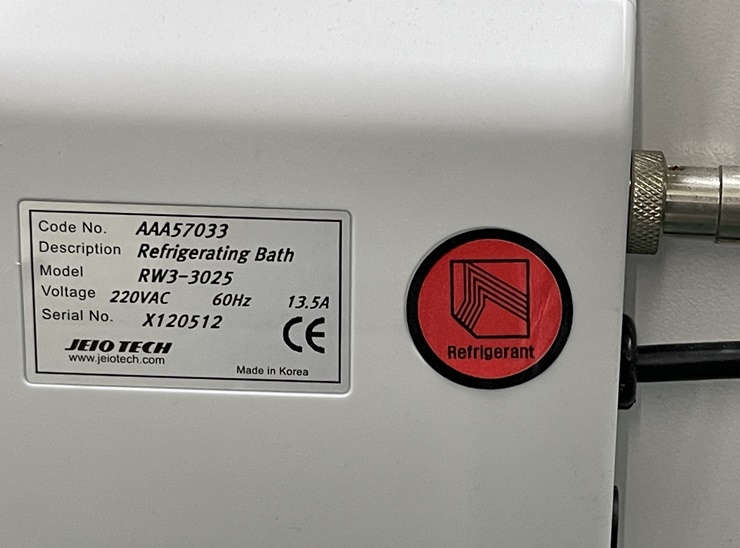 Code No. AAA57033
Description Refrigerating Bath
Model RW3-3025
Voltage 220VAC 60Hz 13.5A
Serial No. X120512
JEIO TECH
www.jeiotech.com
CE
Made in Korea
Refrigerant